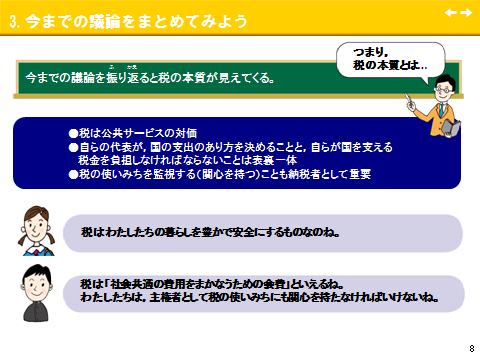 3.今までの議論をまとめてみよう
つまり,
税の本質とは…
ふ かえ
今までの議論を振り返ると税の本質が見えてくる。
●税は公共サービスの対価
●自らの代表が,国の支出のあり方を決めることと,自らが国を支える
税金を負担しなければならないことは表裏一体
●税の使いみちを監視する(関心を持つ)ことも納税者として重要
税はわたしたちの暮らしを豊かで安全にするものなのね。
税は「社会共通の費用をまかなうための会費」といえるね。
わたしたちは,主権者として税の使いみちにも関心を持たなければいけないね。
8